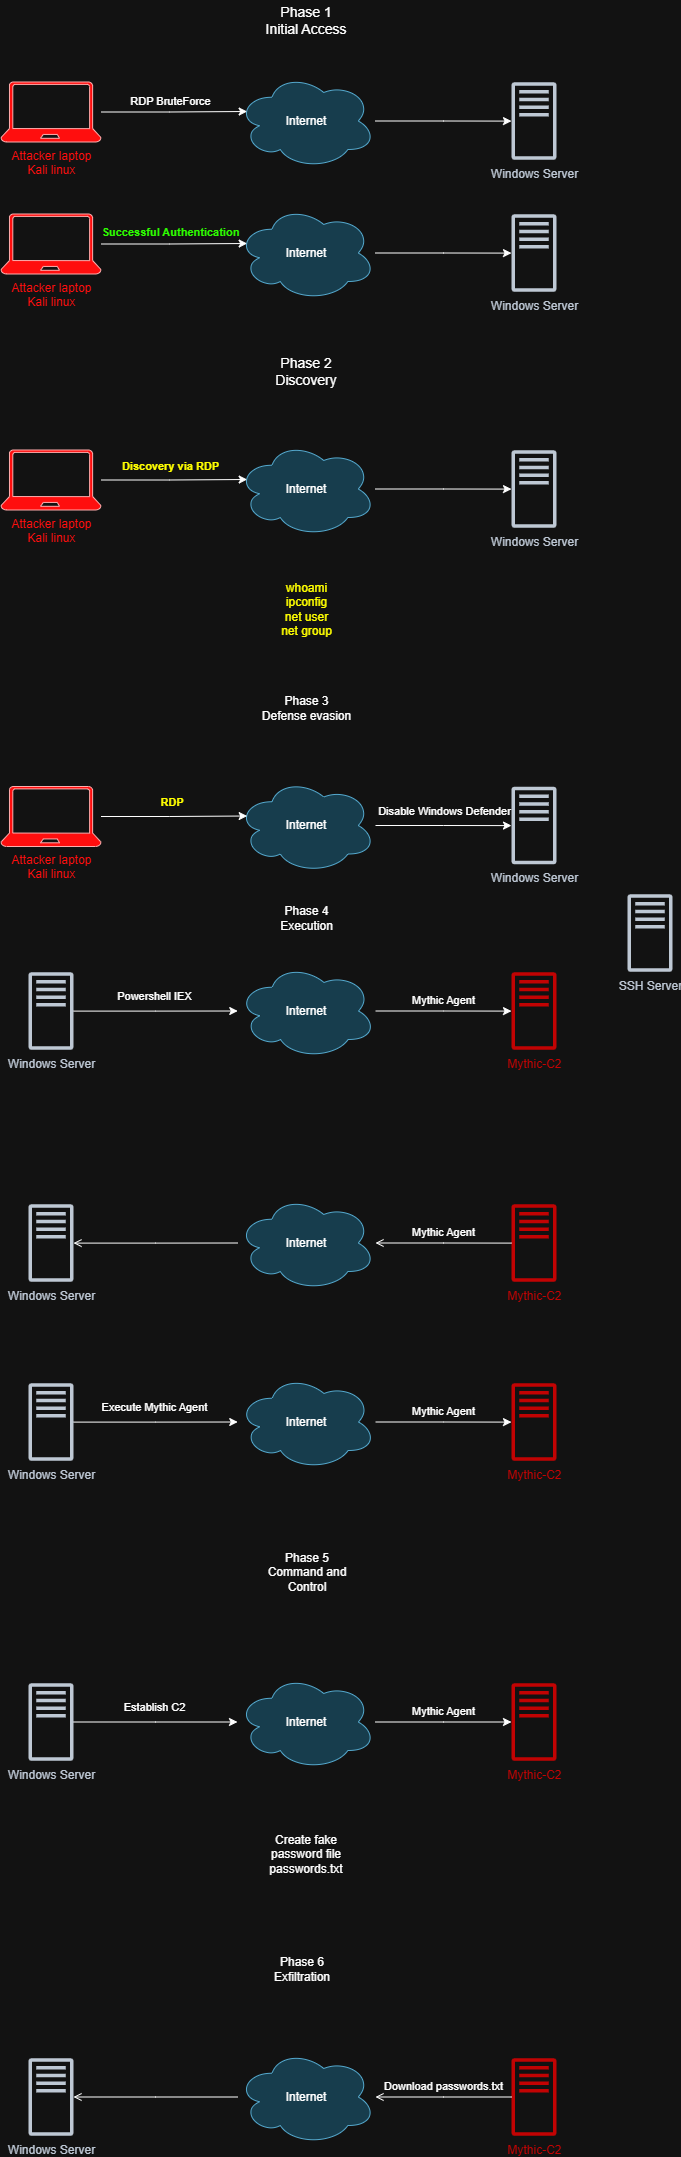 Phase 1
Initial Access
RDP BruteForce
Internet
Attacker laptop
Kali linux
Windows Server
Successful Authentication
Internet
Attacker laptop
Kali linux
Windows Server
Phase 2
Discovery
Discovery via RDP
Internet
Attacker laptop
Kali linux
Windows Server
whoami
ipconfig
net user
net group
Phase 3
Defense evasion
RDP
Internet
Disable Windows Defender
Attacker laptop
Kali linux
Windows Server
Phase 4
Execution
SSH Server
Powershell IEX
Internet
Mythic Agent
Windows Server
Mythic-C2
Internet
Mythic Agent
Windows Server
Mythic-C2
Execute Mythic Agent
Internet
Mythic Agent
Windows Server
Mythic-C2
Phase 5
Command and
Control
Establish C2
Internet
Mythic Agent
Windows Server
Mythic-C2
Create fake
password file
passwords.txt
Phase 6
Exfiltration
Internet
Download passwords.txt
Windows Server
Mythic-C2